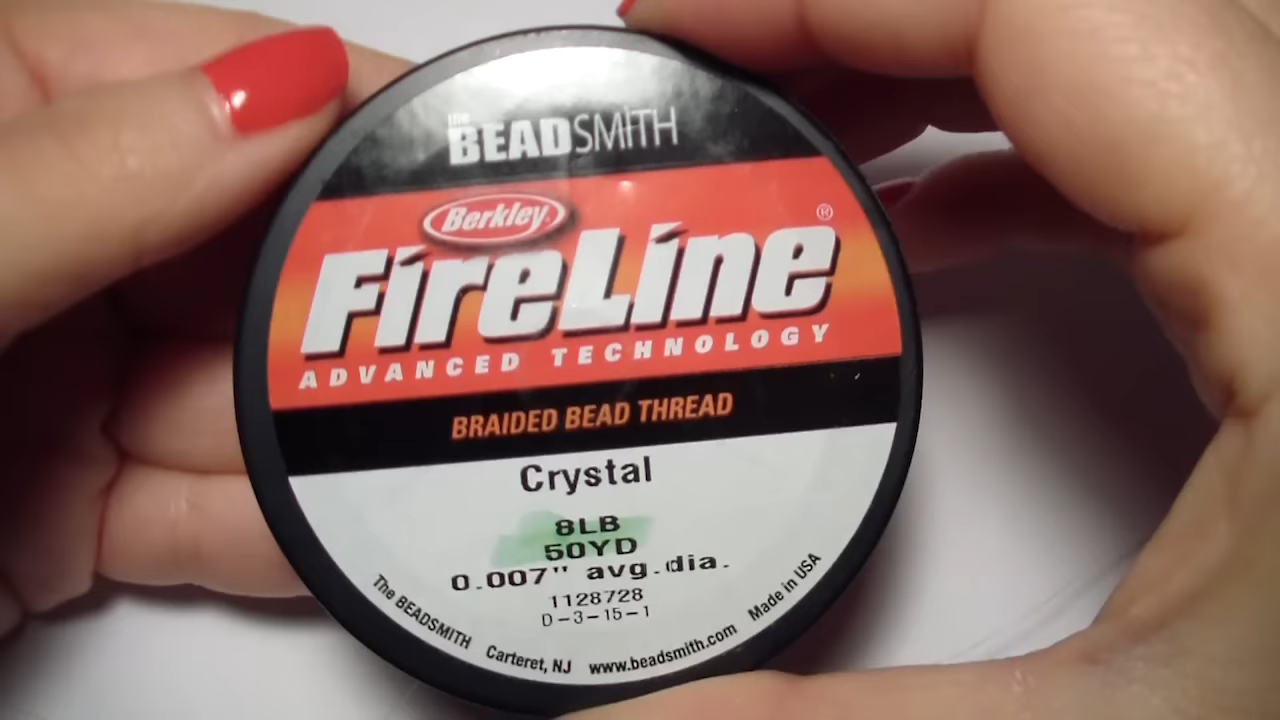 the
BEADSMITH
Berkley
FireLine®
ADVANCED TECHNOLOGY
BRAIDED BEAD THREAD
Crystal
8LB
50YD
0.007" avg.dia.
1128728
D-3-15-1
The BEADSMITH Carteret, NJ www.beadsmith.com Made in USA